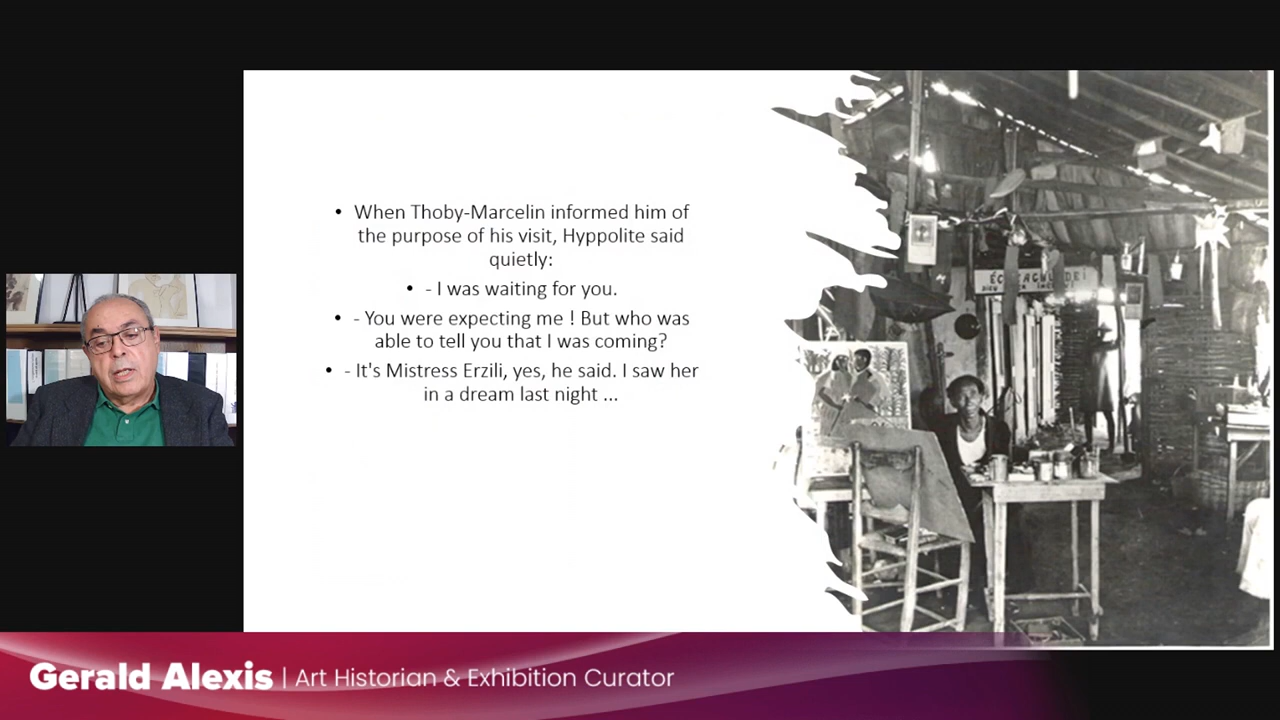 • When Thoby-Marcelin informed him of
the purpose of his visit, Hyppolite said
quietly:
• - I was waiting for you.
• - You were expecting me ! But who was
able to tell you that I was coming?
• - It's Mistress Erzili, yes, he said. I saw her
in a dream last night ...
Gerald Alexis | Art Historian & Exhibition Curator